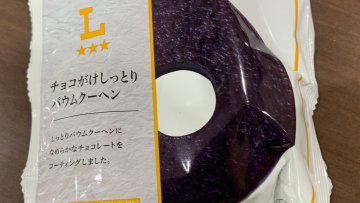 L
チョコがけしっとり
バウムクーヘン
しっとりバウムクーヘンに
なめらかなチョコレートを
コーティングしました。